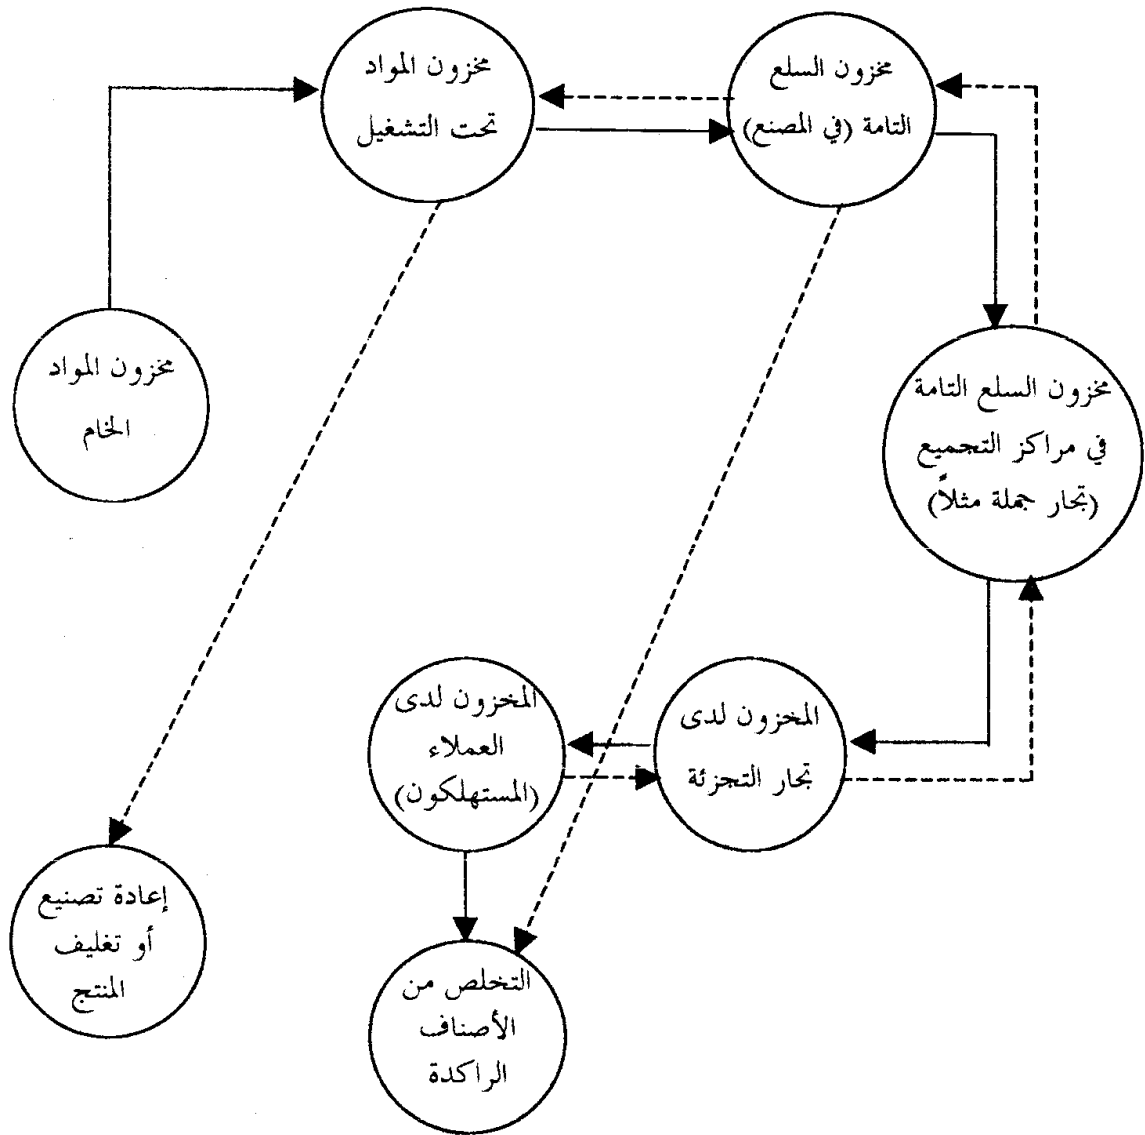 مخزون السلع
التامة (في المصنع)
مخزون المواد
تحت التشغيل
مخزون المواد
الخام
مخزون السلع التامة
في مراكز التجميع
(تجار جملة مثلاً)
المخزون لدى
تجار التجزئة
المخزون لدى
العملاء
(المستهلكون)
إعادة تصنيع
أو تغليف
المنتج
التخلص من
الأصناف
الراكدة